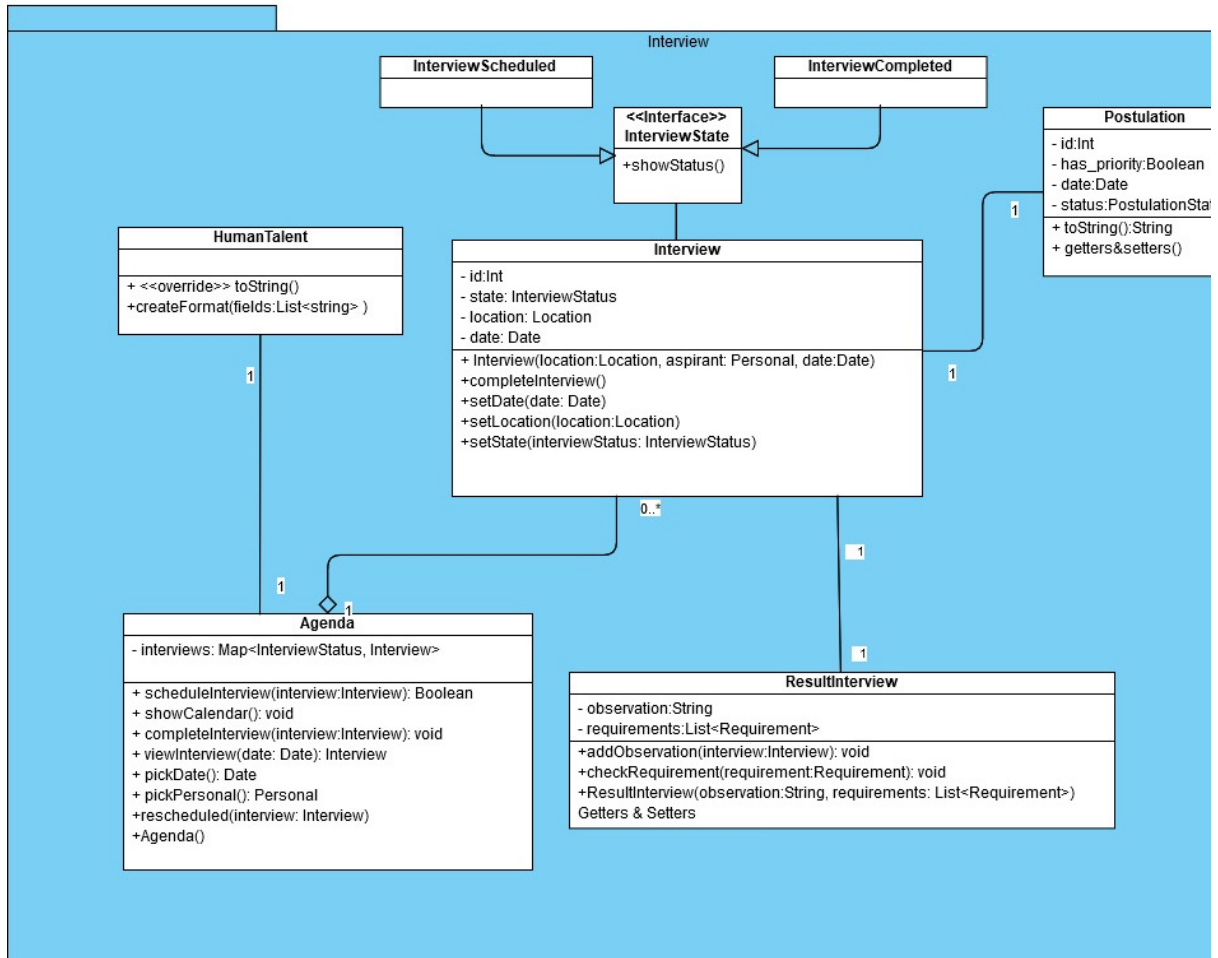 Interview
InterviewScheduled
InterviewCompleted
<<Interface>>
InterviewState
+showStatus()
Postulation
- id:Int
- has_priority:Boolean
- date:Date
- status:PostulationStat
+ toString():String
+ getters&setters()
1
1
HumanTalent
+ <<override>> toString()
+createFormat(fields:List<string> )
1
1
Interview
- id:Int
- state: InterviewStatus
- location: Location
- date: Date
+ Interview(location:Location, aspirant: Personal, date:Date)
+completeInterview()
+setDate(date: Date)
+setLocation(location:Location)
+setState(interviewStatus: InterviewStatus)
0..*
1
1
1
Agenda
- interviews: Map<InterviewStatus, Interview>
+ scheduleInterview(interview:Interview): Boolean
+ showCalendar(): void
+ completeInterview(interview:Interview): void
+ viewInterview(date: Date): Interview
+ pickDate(): Date
+ pickPersonal(): Personal
+rescheduled(interview: Interview)
+Agenda()
ResultInterview
- observation:String
- requirements:List<Requirement>
+addObservation(interview:Interview): void
+checkRequirement(requirement:Requirement): void
+ResultInterview(observation:String, requirements: List<Requirement>)
Getters & Setters